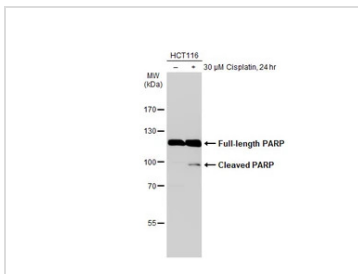 HCT116
– + 30 µM Cisplatin, 24 hr
MW
(kDa)
170
130
Full-length PARP
100
Cleaved PARP
70
55